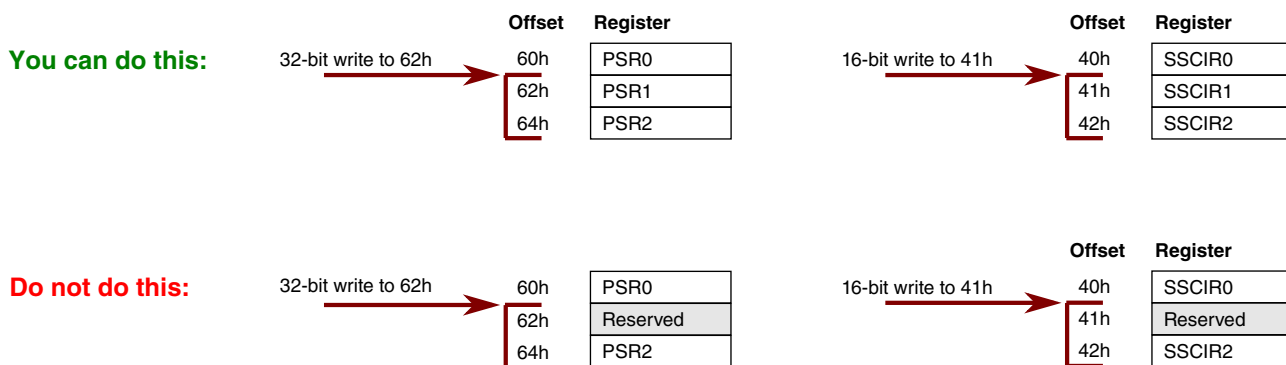 Offset Register Offset Register
You can do this: 32-bit write to 62h 60h PSR0 16-bit write to 41h 40h SSCIR0
62h PSR1 41h SSCIR1
64h PSR2 42h SSCIR2
Offset Register
Do not do this: 32-bit write to 62h 60h PSR0 16-bit write to 41h 40h SSCIR0
62h Reserved 41h Reserved
64h PSR2 42h SSCIR2